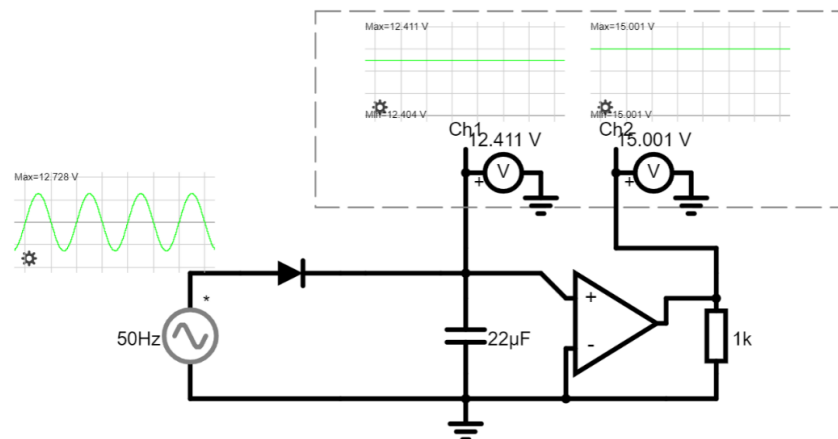 Max=12.411 V
Max=15.001 V
Min=12.404 V
Min=15.001 V
Ch1
12.411 V
Ch2
15.001 V
V
+
V
+
Max=12.728 V
*
50Hz
22µF
+
-
1k